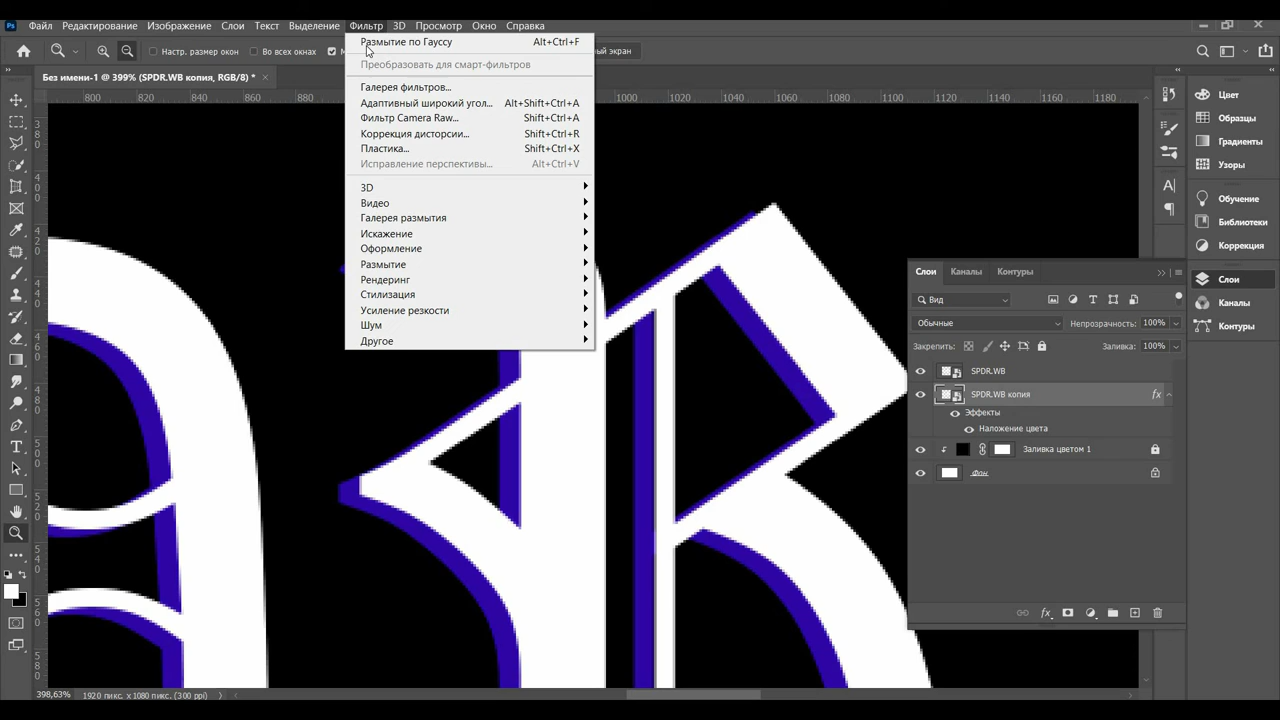 Ps Файл Редактирование Изображение Слои Текст Выделение Фильтр 3D Просмотр Окно Справка
Настр. размер окон Во всех окнах ый экран
Без имени-1 @ 399% (SPDR.WB копия, RGB/8) * ×
800 880 1000 1020 1040 1060 1080 1100 1120 1140 1160 1180
Размытие по Гауссу Alt+Ctrl+F
Преобразовать для смарт-фильтров
Галерея фильтров...
Адаптивный широкий угол... Alt+Shift+Ctrl+A
Фильтр Camera Raw... Shift+Ctrl+A
Коррекция дисторсии... Shift+Ctrl+R
Пластика... Shift+Ctrl+X
Исправление перспективы... Alt+Ctrl+V
3D
Видео
Галерея размытия
Искажение
Оформление
Размытие
Рендеринг
Стилизация
Усиление резкости
Шум
Другое
Цвет
Образцы
Градиенты
Узоры
Обучение
Библиотеки
Коррекция
Слои
Каналы
Контуры
Слои Каналы Контуры
Вид
Обычные Непрозрачность: 100%
Закрепить: Заливка: 100%
SPDR.WB
SPDR.WB копия fx
Эффекты
Наложение цвета
Заливка цветом 1
Фон
398,63% 1920 пикс. x 1080 пикс. (300 ppi)